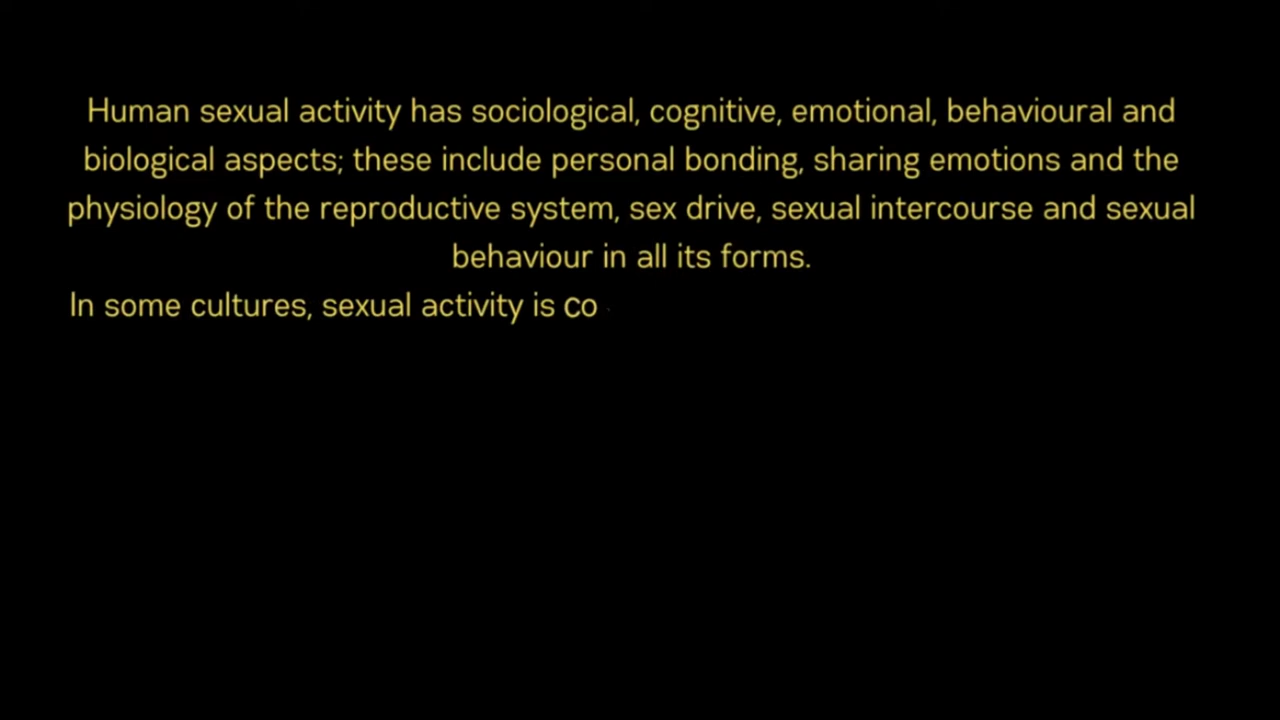 Human sexual activity has sociological, cognitive, emotional, behavioural and
biological aspects; these include personal bonding, sharing emotions and the
physiology of the reproductive system, sex drive, sexual intercourse and sexual
behaviour in all its forms.
In some cultures, sexual activity is co